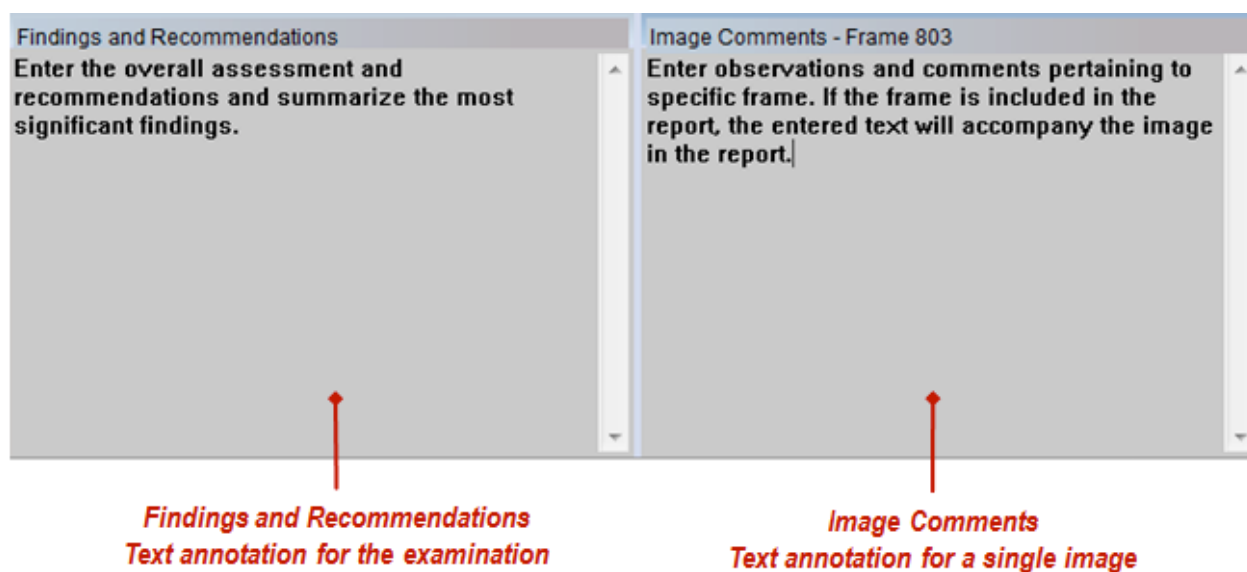 Findings and Recommendations
Enter the overall assessment and
recommendations and summarize the most
significant findings.
Image Comments - Frame 803
Enter observations and comments pertaining to
specific frame. If the frame is included in the
report, the entered text will accompany the image
in the report.
Findings and Recommendations
Text annotation for the examination
Image Comments
Text annotation for a single image